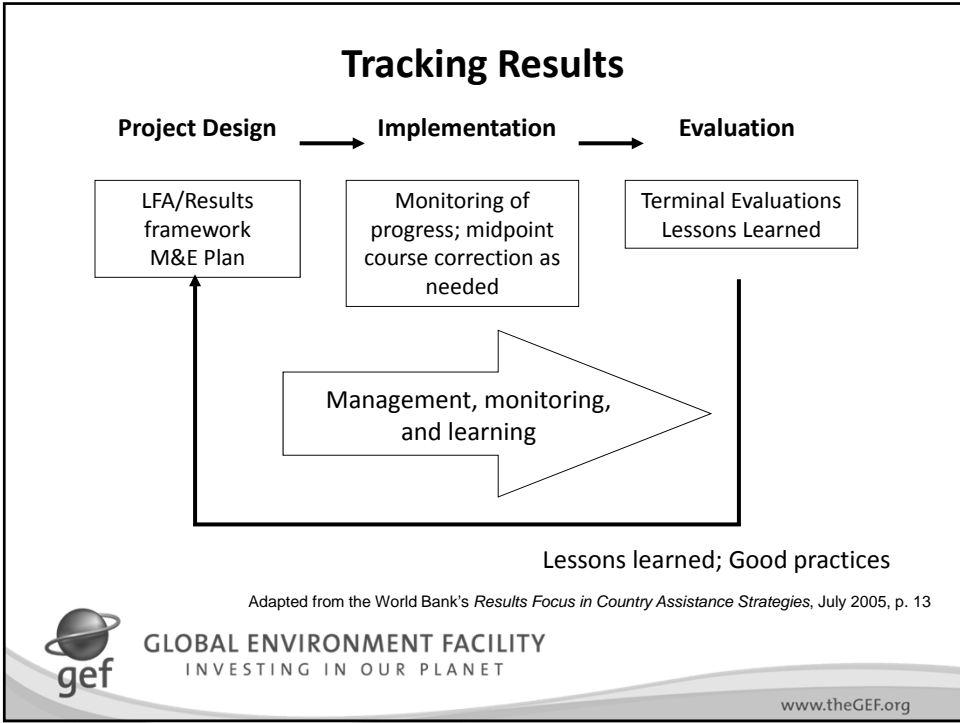 Tracking Results
Project Design
Implementation
Evaluation
LFA/Results
framework
M&E Plan
Monitoring of
progress; midpoint
course correction as
needed
Terminal Evaluations
Lessons Learned
Management, monitoring,
and learning
Lessons learned; Good practices
Adapted from the World Bank's Results Focus in Country Assistance Strategies, July 2005, p. 13
gef
GLOBAL ENVIRONMENT FACILITY
INVESTING IN OUR PLANET
www.theGEF.org